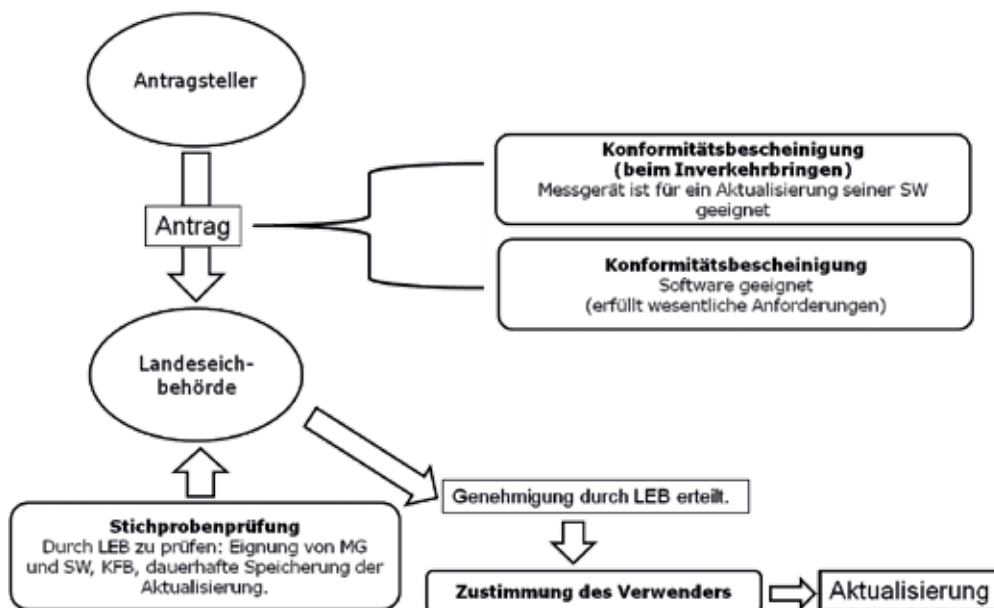 Antragsteller
Antrag
Konformitätsbescheinigung
(beim Inverkehrbringen)
Messgerät ist für ein Aktualisierung seiner SW
geeignet
Konformitätsbescheinigung
Software geeignet
(erfüllt wesentliche Anforderungen)
Landeseich-
behörde
Genehmigung durch LEB erteilt.
Stichprobenprüfung
Durch LEB zu prüfen: Eignung von MG
und SW, KFB, dauerhafte Speicherung der
Aktualisierung.
Zustimmung des Verwenders
Aktualisierung